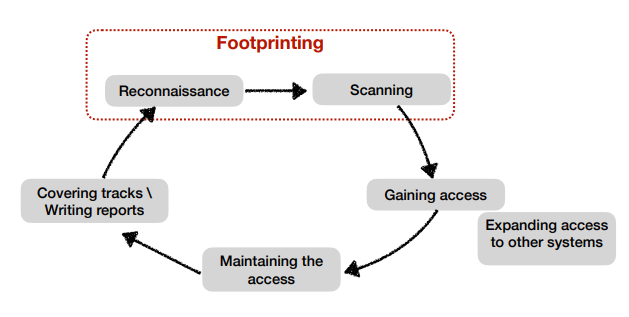 Footprinting
Reconnaissance
Scanning
Gaining access
Expanding access
to other systems
Maintaining the
access
Covering tracks \
Writing reports